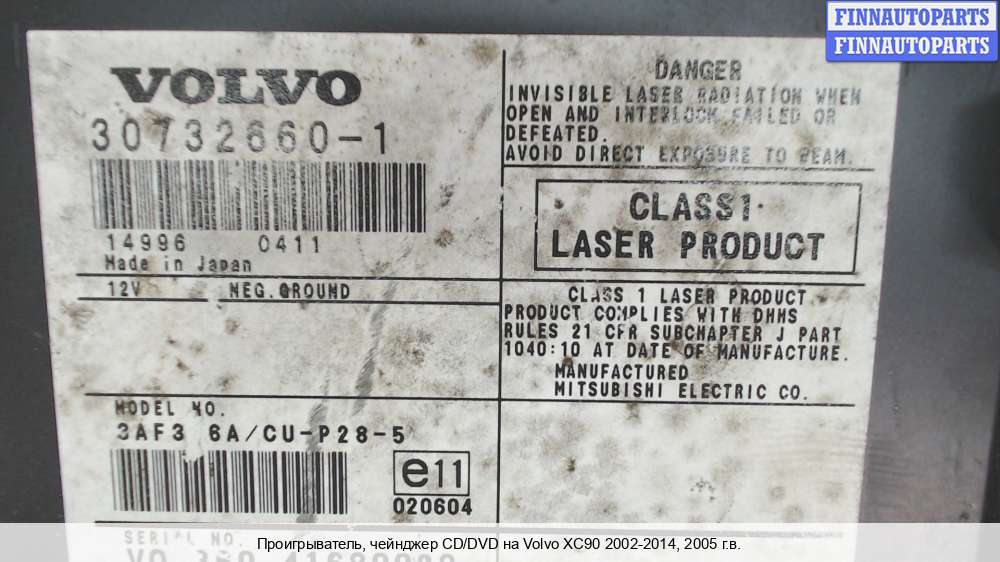 FINNAUTOPARTS
FINNAUTOPARTS
VOLVO
30732660-1
14996 0411
Made in Japan
12V NEG.GROUND
MODEL NO.
3AF3 6A/CU-P28-5
e11
020604
SERIAL NO.
DANGER
INVISIBLE LASER RADIATION WHEN
OPEN AND INTERLOCK FAILED OR
DEFEATED.
AVOID DIRECT EXPOSURE TO BEAM.
CLASS1
LASER PRODUCT
CLASS 1 LASER PRODUCT
PRODUCT COMPLIES WITH DHHS
RULES 21 CFR SUBCHAPTER J PART
1040:10 AT DATE OF MANUFACTURE.
MANUFACTURED
MITSUBISHI ELECTRIC CO.
Проигрыватель, чейнджер CD/DVD на Volvo XC90 2002-2014, 2005 г.в.